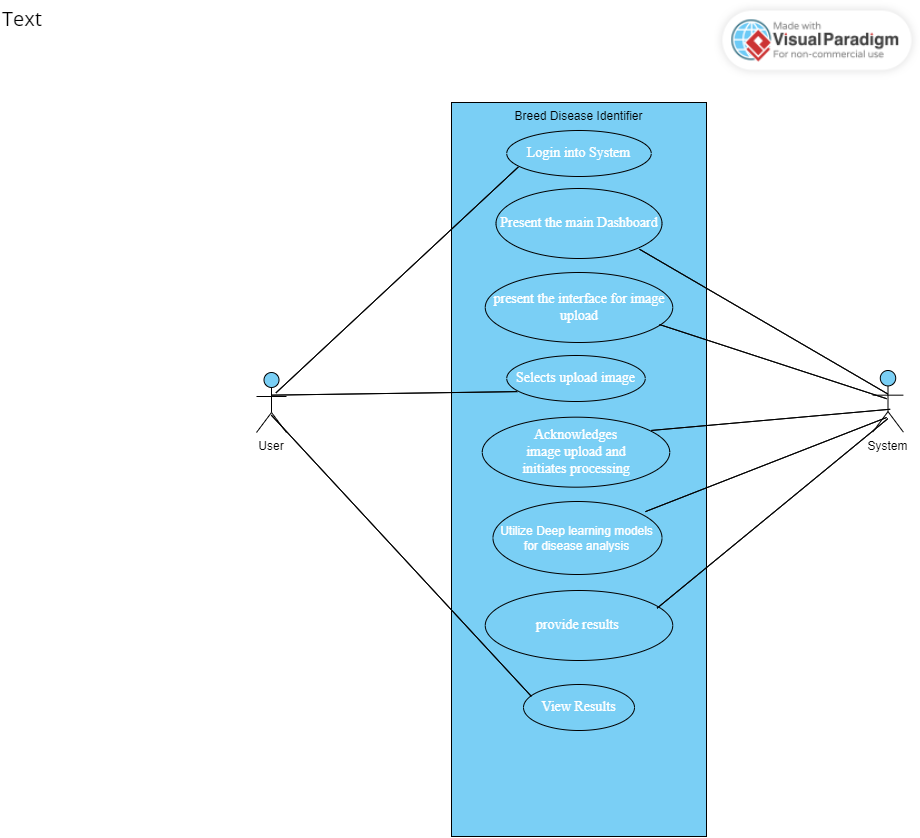 Text
Made with
VisualParadigm
For non-commercial use
Breed Disease Identifier
Login into System
Present the main Dashboard
present the interface for image
upload
Selects upload image
Acknowledges
image upload and
initiates processing
Utilize Deep learning models
for disease analysis
provide results
View Results
User
System